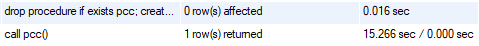 drop procedure if exists pcc; creat... 0 row(s) affected 0.016 sec
call pcc() 1 row(s) returned 15.266 sec / 0.000 sec